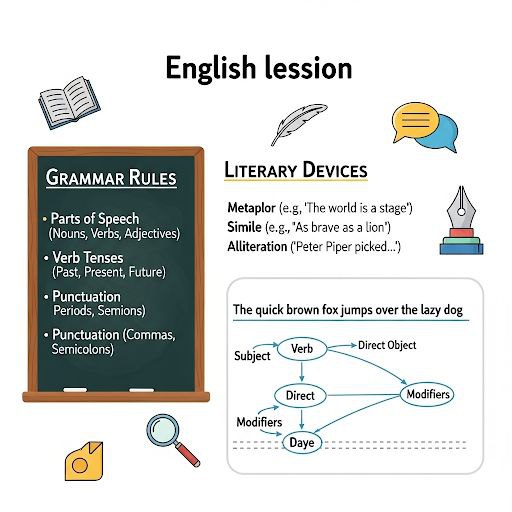 English lession
GRAMMAR RULES
• Parts of Speech
(Nouns, Verbs, Adjectives)
• Verb Tenses
(Past, Present, Future)
• Punctuation
Periods, Semions)
• Punctuation (Commas,
Semicolons)
LITERARY DEVICES
Metaplor (e.g, 'The world is a stage')
Simile (e.g., "As brave as a lion')
Alliteration ('Peter Piper picked...')
The quick brown fox jumps over the lazy dog
Subject
Verb
Direct Object
Direct
Modifiers
Modifiers
Daye